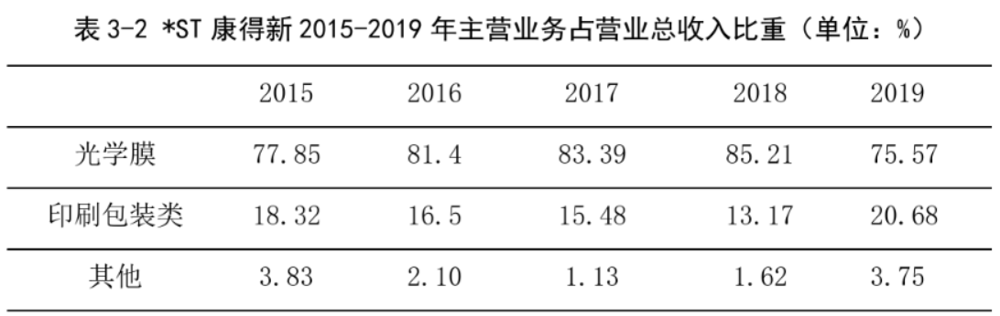 表 3-2 *ST 康得新 2015-2019 年主营业务占营业总收入比重（单位：%）
2015 2016 2017 2018 2019
光学膜 77.85 81.4 83.39 85.21 75.57
印刷包装类 18.32 16.5 15.48 13.17 20.68
其他 3.83 2.10 1.13 1.62 3.75